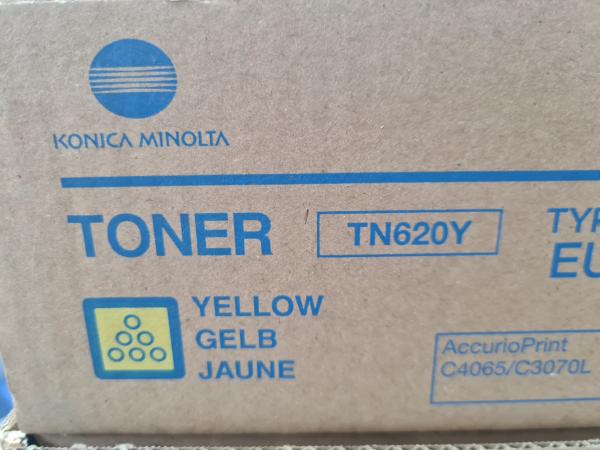 KONICA MINOLTA
TONER
TN620Y
YELLOW
GELB
JAUNE
AccurioPrint
C4065/C3070L